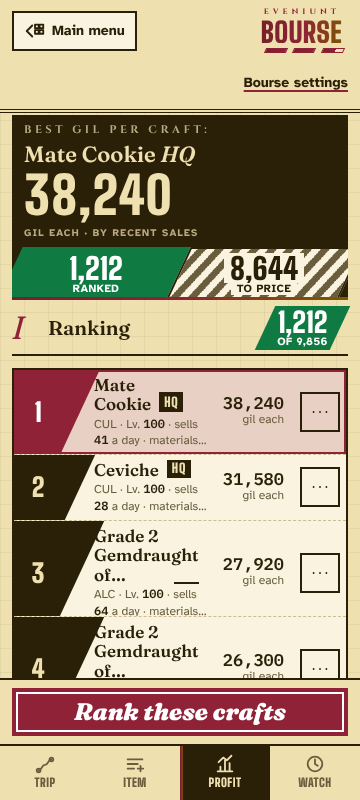 Main menu
EVENIUNT
BOURSE
Bourse settings
BEST GIL PER CRAFT:
Mate Cookie HQ
38,240
GIL EACH · BY RECENT SALES
1,212
RANKED
8,644
TO PRICE
I Ranking
1,212
OF 9,856
1
Mate
Cookie HQ
CUL · Lv. 100 · sells
41 a day · materials...
38,240
gil each
...
2
Ceviche HQ
CUL · Lv. 100 · sells
28 a day · materials...
31,580
gil each
...
3
Grade 2
Gemdraught
of...
ALC · Lv. 100 · sells
64 a day · materials...
27,920
gil each
...
4
Grade 2
Gemdraught
of...
26,300
gil each
...
Rank these crafts
TRIP
ITEM
PROFIT
WATCH